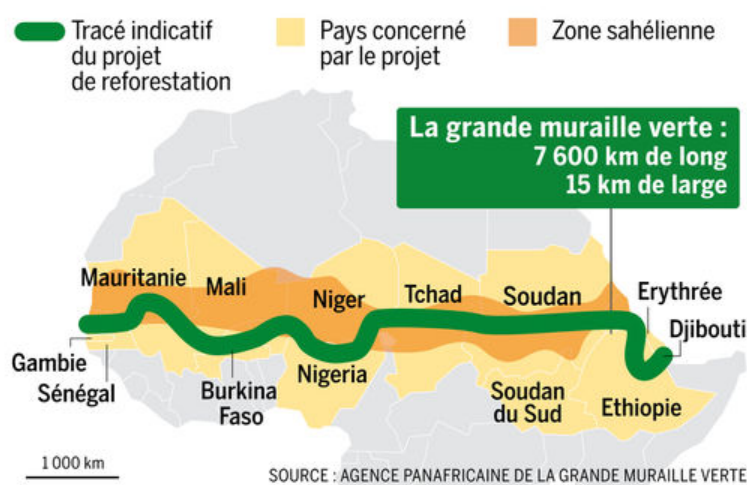 Tracé indicatif
du projet
de reforestation
Pays concerné
par le projet
Zone sahélienne
La grande muraille verte :
7 600 km de long
15 km de large
Mauritanie
Mali
Niger
Tchad
Soudan
Erythrée
Djibouti
Gambie
Sénégal
Burkina
Faso
Nigeria
Soudan
du Sud
Ethiopie
1 000 km
SOURCE : AGENCE PANAFRICAINE DE LA GRANDE MURAILLE VERTE